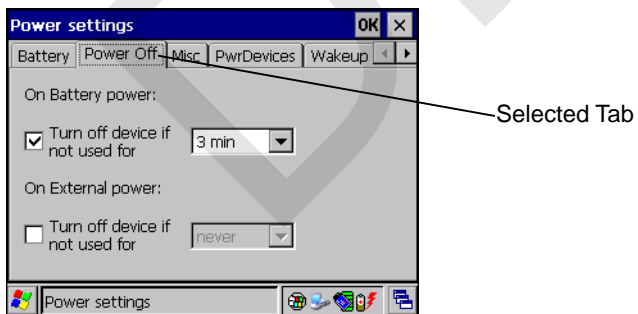 Power settings OK
Battery Power Off Misc PwrDevices Wakeup
Selected Tab
On Battery power:
Turn off device if
not used for
3 min
On External power:
Turn off device if
not used for
never
Power settings